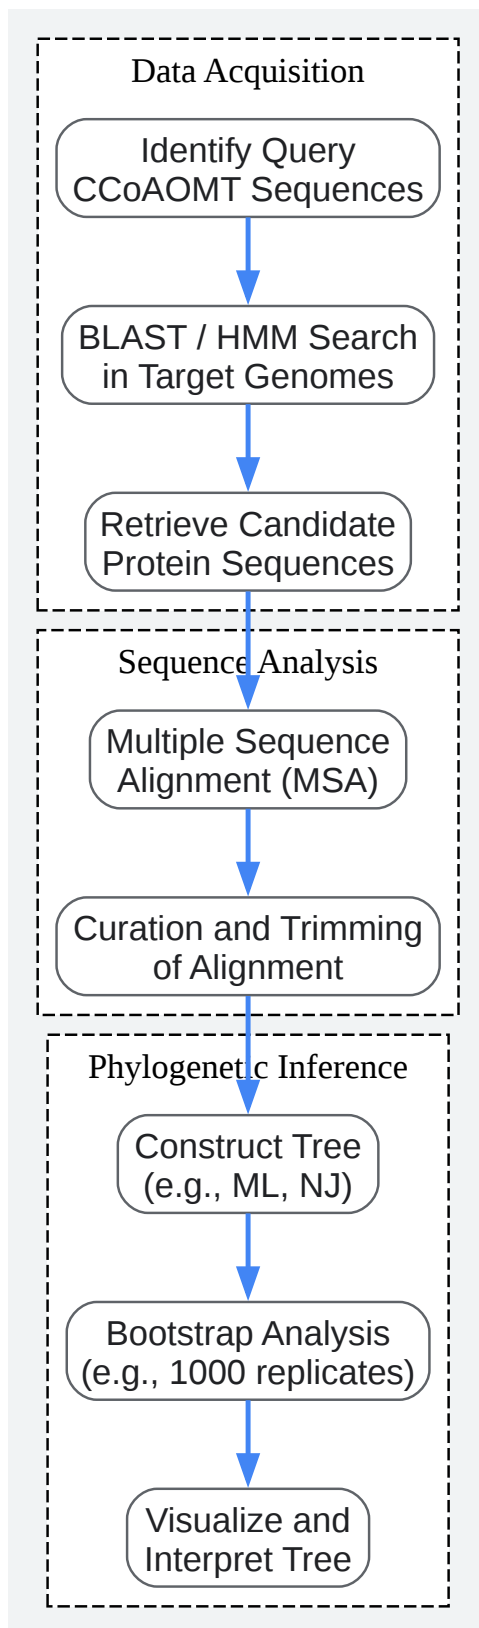 Data Acquisition
Identify Query
CCoAOMT Sequences
BLAST / HMM Search
in Target Genomes
Retrieve Candidate
Protein Sequences
Sequence Analysis
Multiple Sequence
Alignment (MSA)
Curation and Trimming
of Alignment
Phylogenetic Inference
Construct Tree
(e.g., ML, NJ)
Bootstrap Analysis
(e.g., 1000 replicates)
Visualize and
Interpret Tree